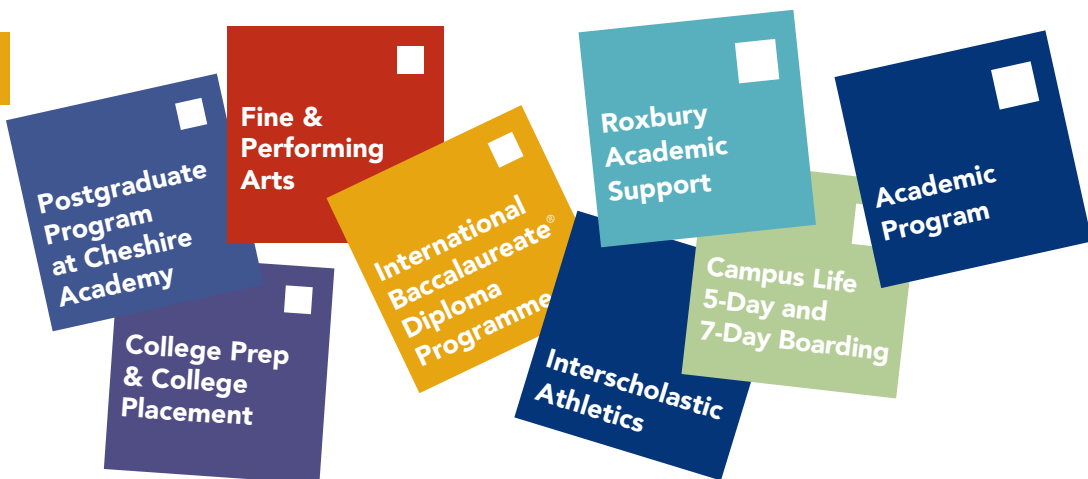 Postgraduate
Program
at Cheshire
Academy
Fine &
Performing
Arts
College Prep
& College
Placement
International
Baccalaureate®
Diploma
Programme
Interscholastic
Athletics
Roxbury
Academic
Support
Campus Life
5-Day and
7-Day Boarding
Academic
Program